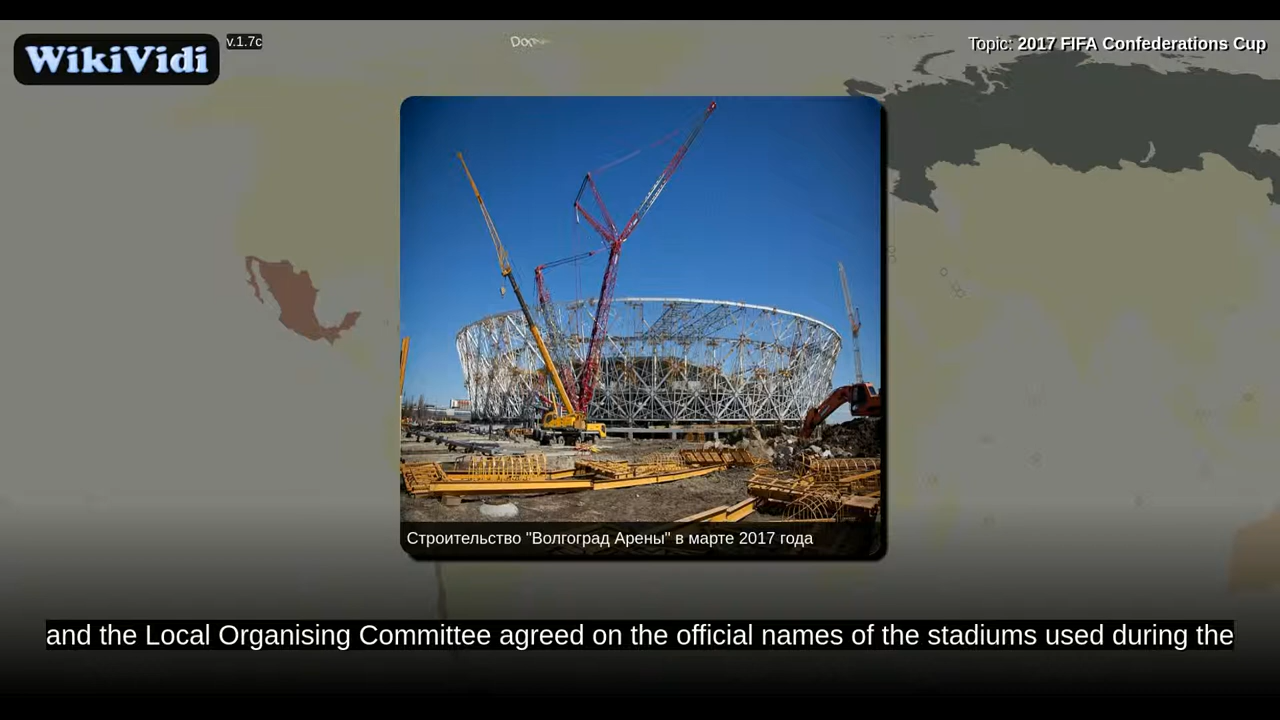 WikiVidi
v.1.7c
Topic: 2017 FIFA Confederations Cup
Строительство "Волгоград Арены" в марте 2017 года
and the Local Organising Committee agreed on the official names of the stadiums used during the